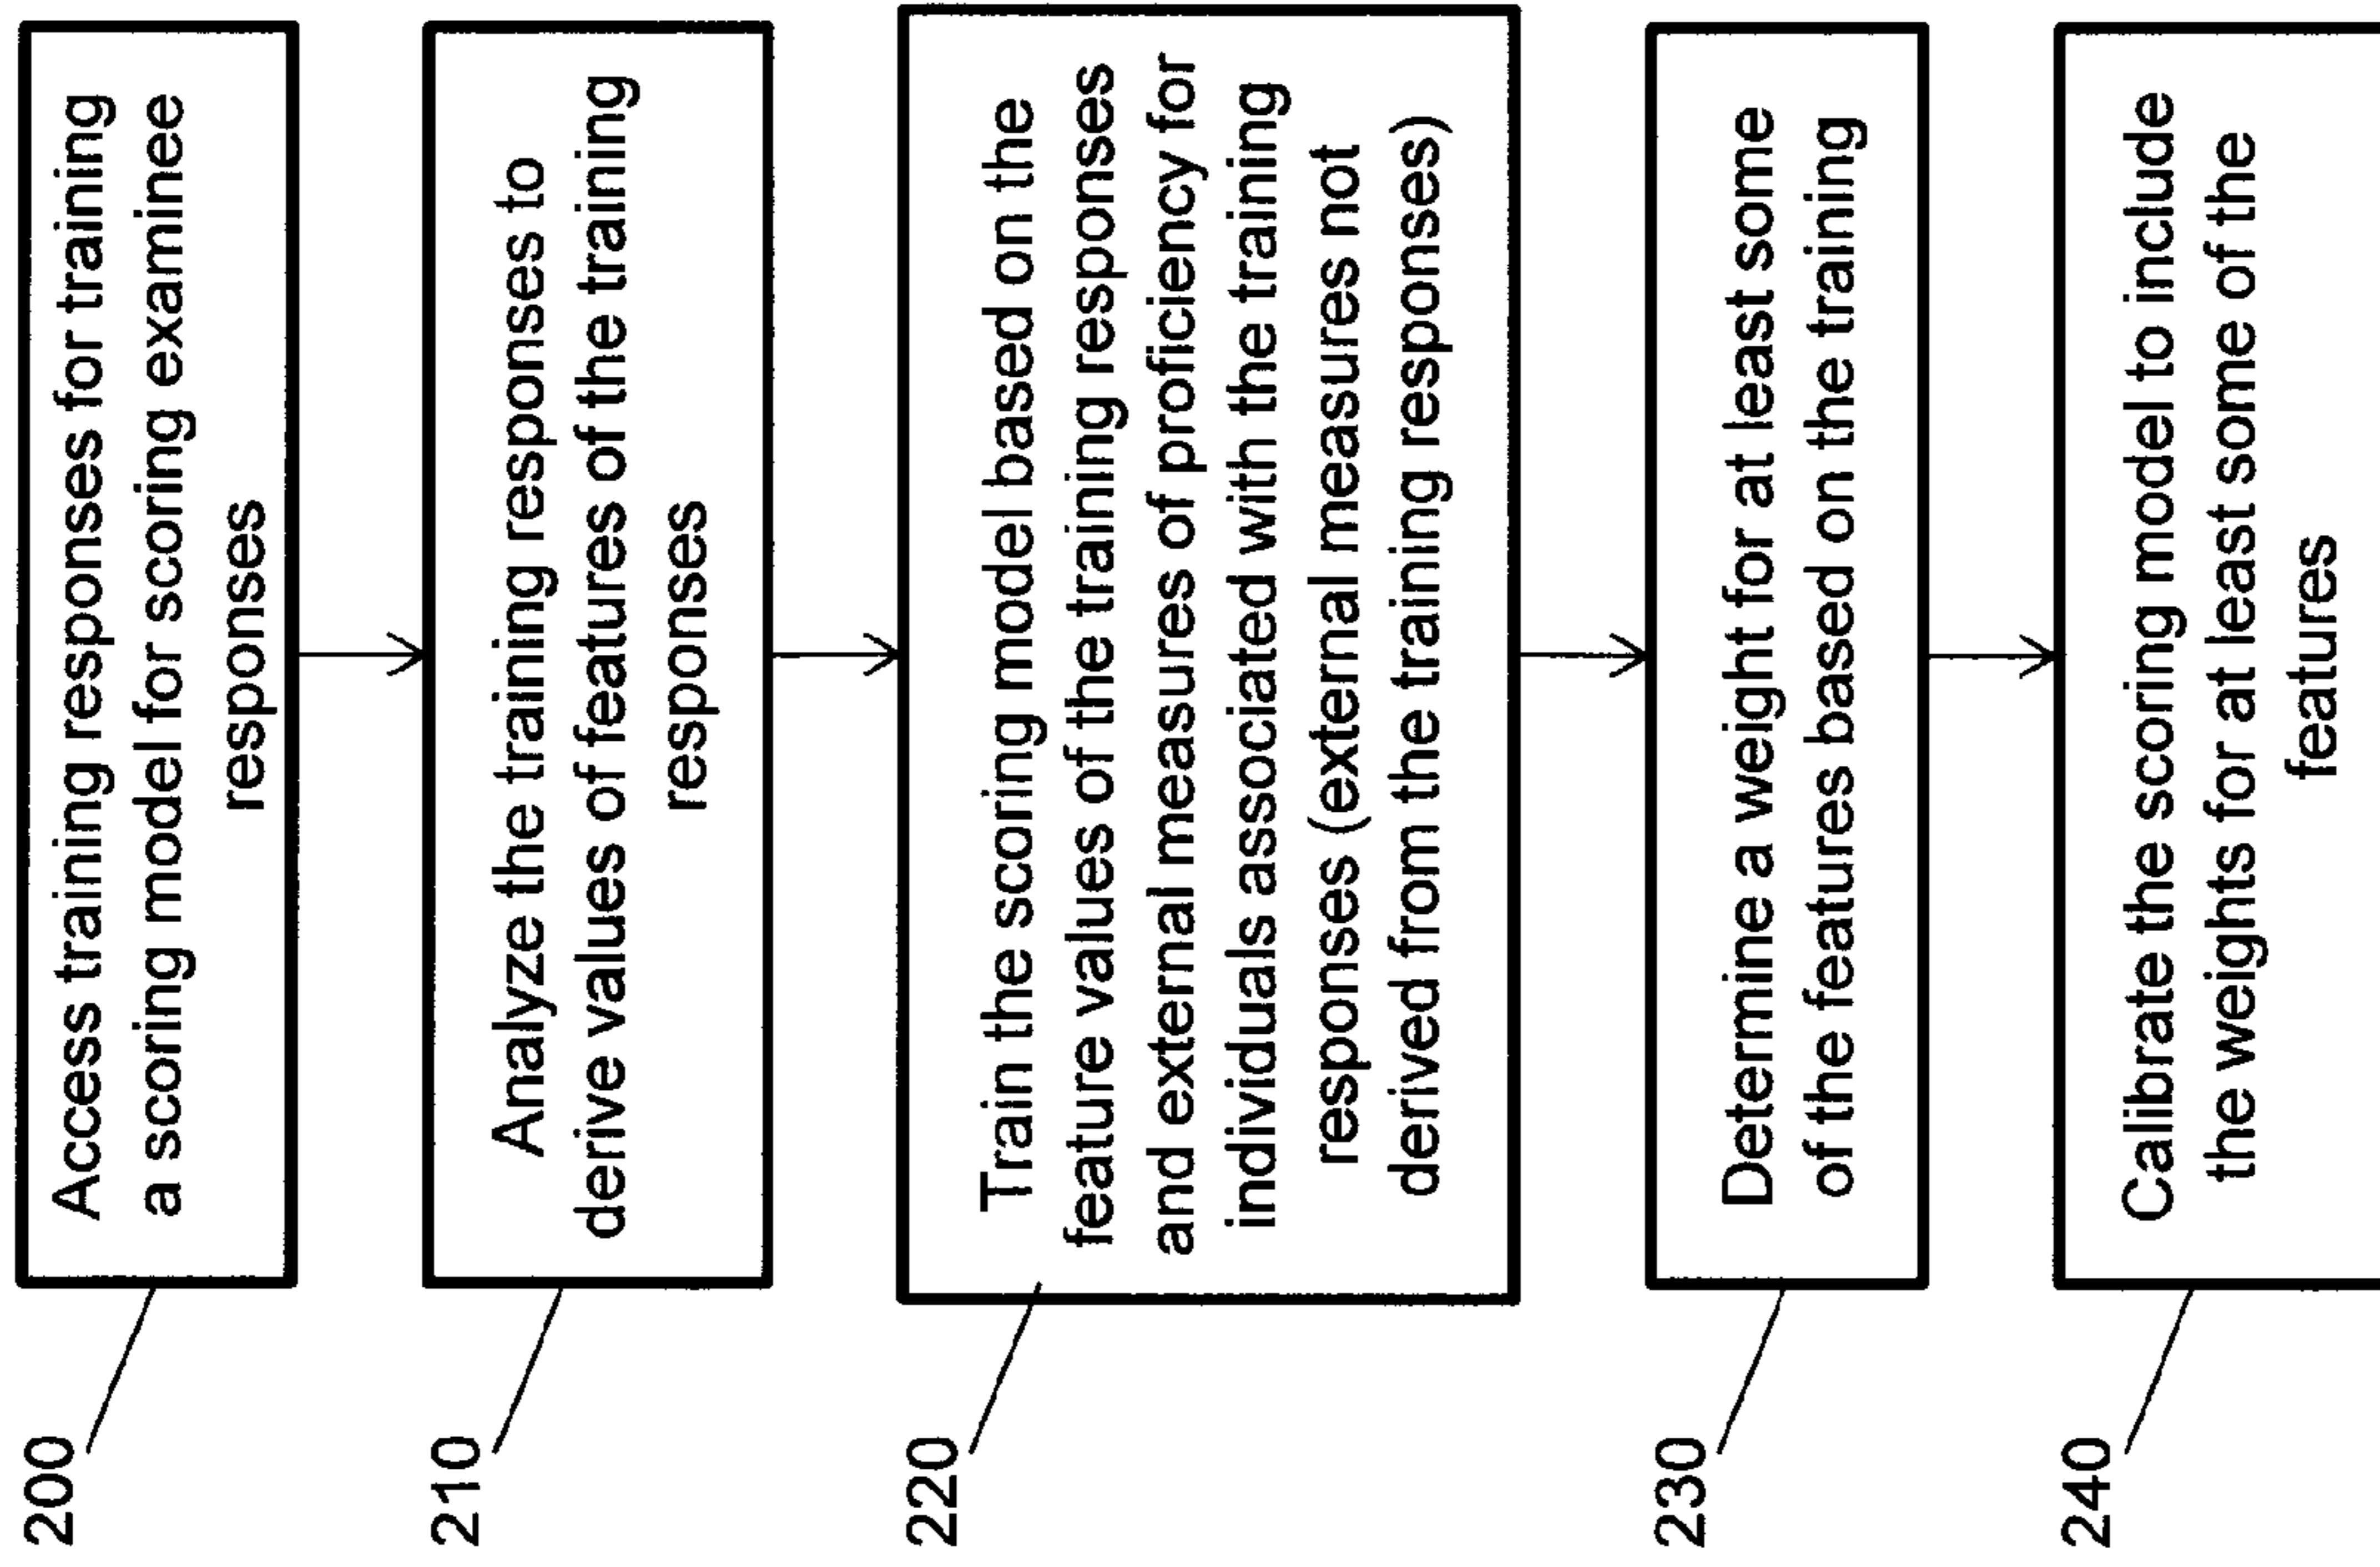 200
Access training responses for training
a scoring model for scoring examinee
responses
210
Analyze the training responses to
derive values of features of the training
responses
220
Train the scoring model based on the
feature values of the training responses
and external measures of proficiency for
individuals associated with the training
responses (external measures not
derived from the training responses)
230
Determine a weight for at least some
of the features based on the training
240
Calibrate the scoring model to include
the weights for at least some of the
features